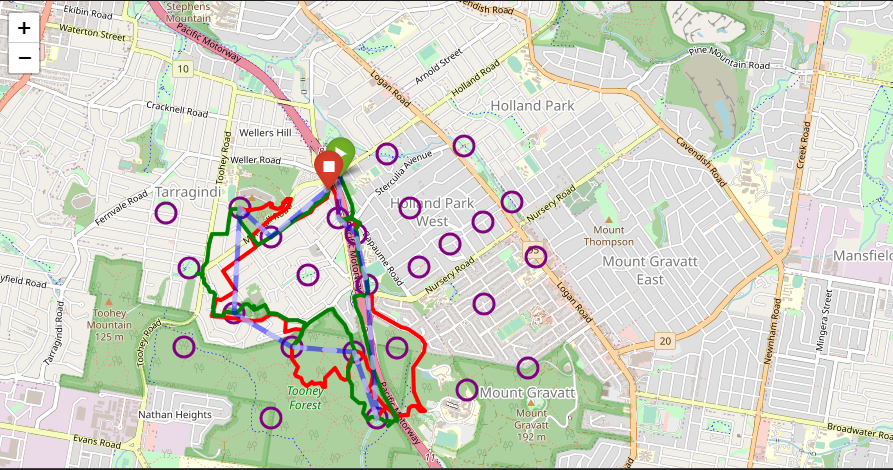 Ekibin Road
Stephens
Mountain
Cavendish Road
+
Waterton Street
Pacific Motorway
Pine Mountain Road
−
10
Logan Road
Arnold Street
Holland Road
Cracknell Road
Holland Park
Wellers Hill
Toohey Road
Weller Road
Sterculia Avenue
Cavendish Road
Creek Road
Tarragindi
Fernvale Road
Holland Park
West
Nursery Road
Mount
Thompson
Mansfield
Mount Gravatt
East
Pacific Motorway
Nursery Road
yfield Road
Logan Road
Toohey
Mountain
125 m
Tarragindi Road
Toohey Road
Newnham Road
Mingera Street
20
Toohey
Forest
Pacific Motorway
Mount Gravatt
Mount
Gravatt
192 m
Nathan Heights
Evans Road
Broadwater Road